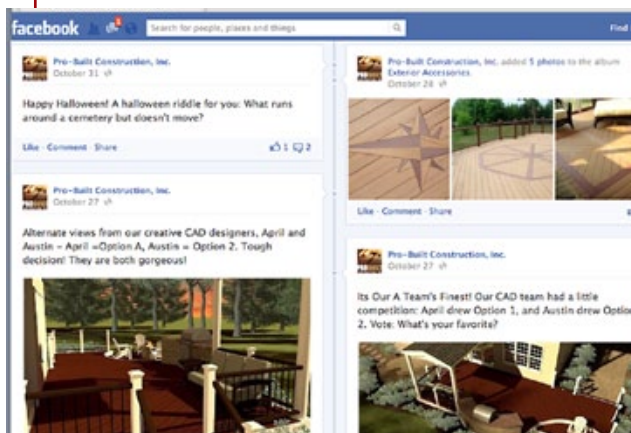 facebook
1
Search for people, places and things
Find
Pro-Built Construction, Inc.
October 31
Happy Halloween! A halloween riddle for you: What runs
around a cemetery but doesn't move?
Like · Comment · Share
1 2
Pro-Built Construction, Inc.
October 27
Alternate views from our creative CAD designers, April and
Austin - April =Option A, Austin = Option 2. Tough
decision! They are both gorgeous!
Pro-Built Construction, Inc. added 5 photos to the album
Exterior Accessories.
October 28
Like · Comment · Share
Pro-Built Construction, Inc.
October 27
Its Our A Team's Finest! Our CAD team had a little
competition: April drew Option 1, and Austin drew Option
2. Vote: What's your favorite?